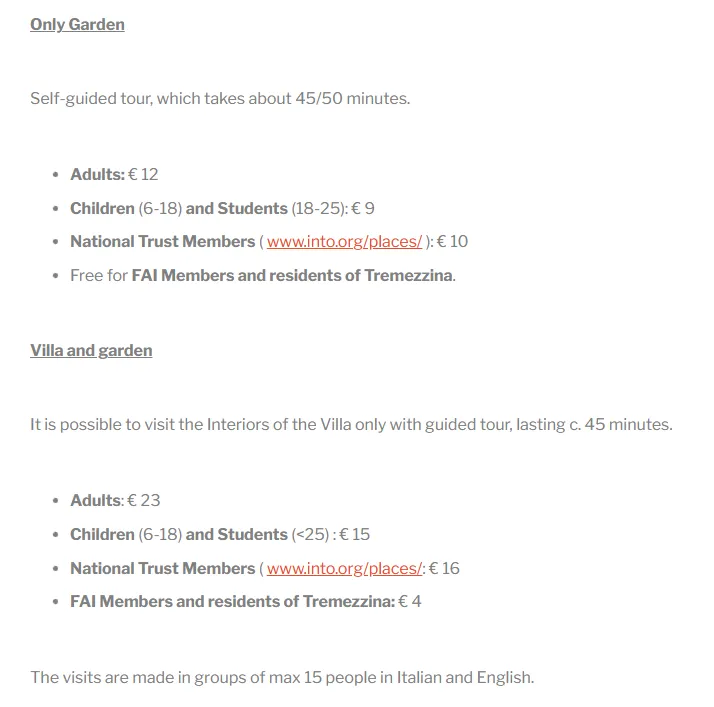 Only Garden
Self-guided tour, which takes about 45/50 minutes.
• Adults: € 12
• Children (6-18) and Students (18-25): € 9
• National Trust Members ( www.into.org/places/ ): € 10
• Free for FAI Members and residents of Tremezzina.
Villa and garden
It is possible to visit the Interiors of the Villa only with guided tour, lasting c. 45 minutes.
• Adults: € 23
• Children (6-18) and Students (<25) : € 15
• National Trust Members ( www.into.org/places/: € 16
• FAI Members and residents of Tremezzina: € 4
The visits are made in groups of max 15 people in Italian and English.